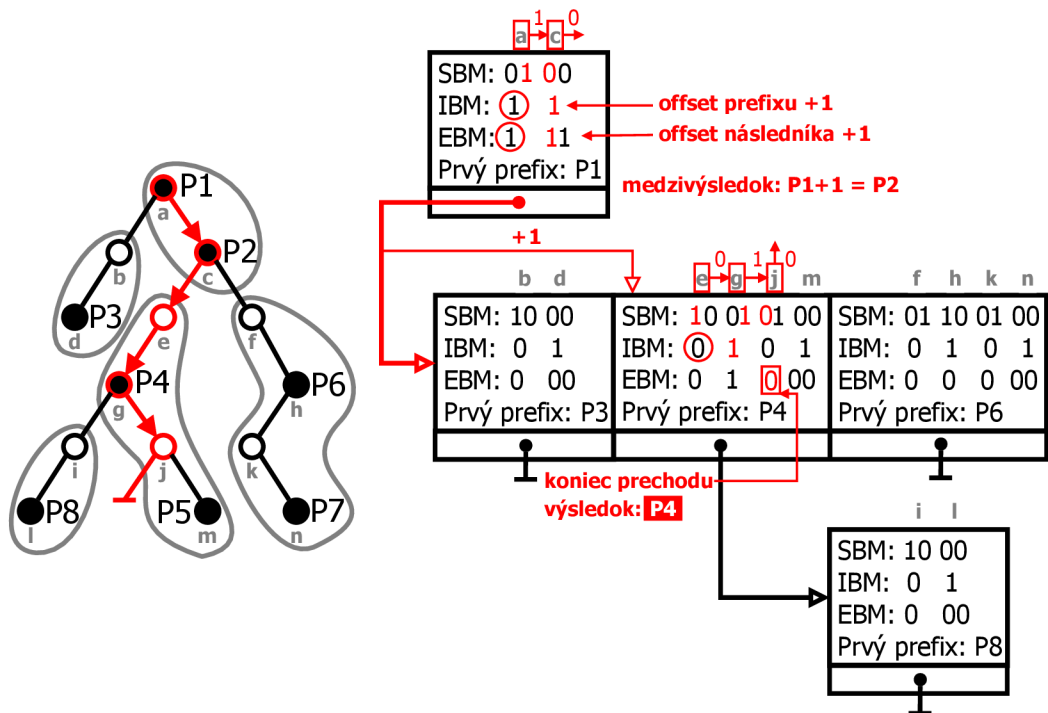 P1
a
b
P2
c
P3
d
e
f
P4
g
P6
h
i
j
k
P8
l
P5
m
P7
n
1 0
a c
SBM: 01 00
IBM: 1 1
EBM: 1 11
Prvý prefix: P1
offset prefixu +1
offset následníka +1
medzivýsledok: P1+1 = P2
+1
b d
SBM: 10 00
IBM: 0 1
EBM: 0 00
Prvý prefix: P3
0 1 0
e g j m
SBM: 10 01 01 00
IBM: 0 1 0 1
EBM: 0 1 0 00
Prvý prefix: P4
f h k n
SBM: 01 10 01 00
IBM: 0 1 0 1
EBM: 0 0 0 00
Prvý prefix: P6
koniec prechodu
výsledok: P4
i l
SBM: 10 00
IBM: 0 1
EBM: 0 00
Prvý prefix: P8